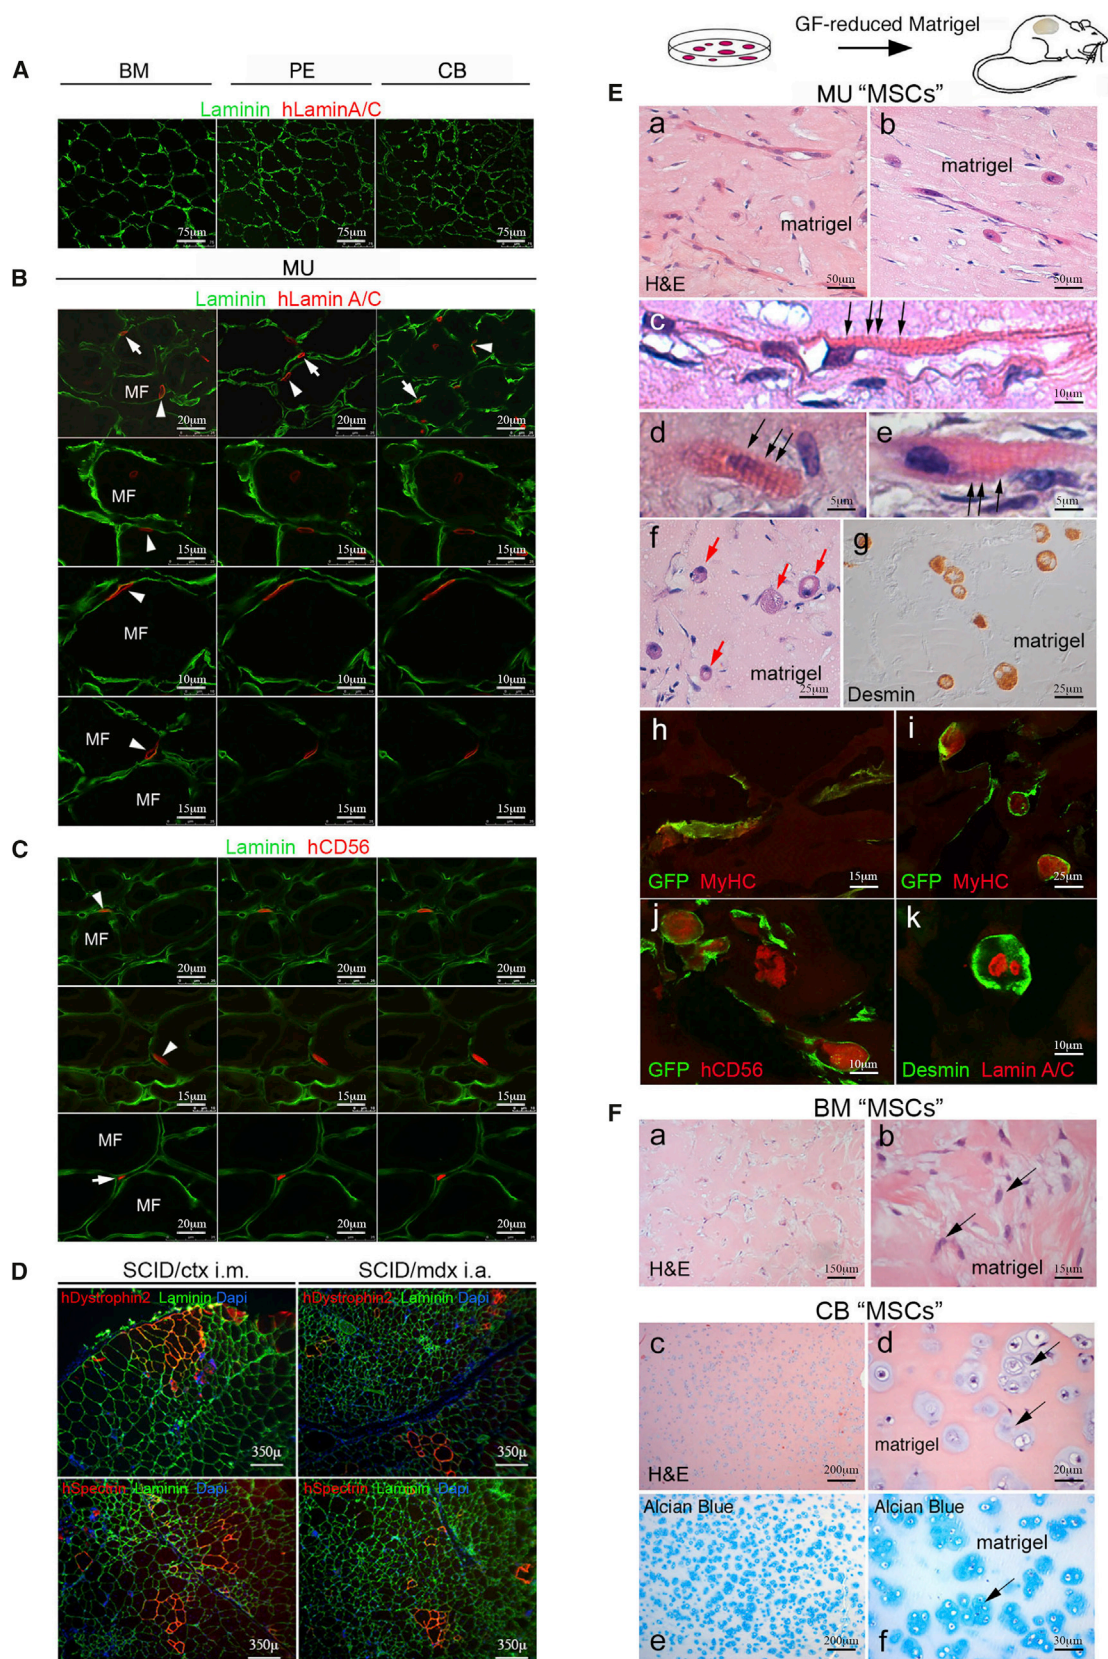 A
BM PE CB
Laminin hLaminA/C
75μm 75μm 75μm
B
MU
Laminin hLamin A/C
MF
20μm 20μm 20μm
MF
15μm 15μm 15μm
MF
10μm 10μm 10μm
MF
MF
15μm 15μm 15μm
C
Laminin hCD56
MF
20μm 20μm 20μm
15μm 15μm 15μm
MF
MF
20μm 20μm 20μm
D
SCID/ctx i.m. SCID/mdx i.a.
hDystrophin2 Laminin Dapi hDystrophin2 Laminin Dapi
350μ 350μ
hSpectrin Laminin Dapi hSpectrin Laminin Dapi
350μ 350μ
GF-reduced Matrigel
E
MU “MSCs”
a b
matrigel
matrigel
H&E 50μm 50μm
c
10μm
d e
5μm 5μm
f g
matrigel
matrigel
25μm Desmin 25μm
h i
15μm 25μm
GFP MyHC GFP MyHC
j k
10μm 10μm
GFP hCD56 Desmin Lamin A/C
F
BM “MSCs”
a b
H&E 150μm matrigel 15μm
CB “MSCs”
c d
matrigel
H&E 200μm 20μm
Alcian Blue Alcian Blue
matrigel
e 200μm f 30μm